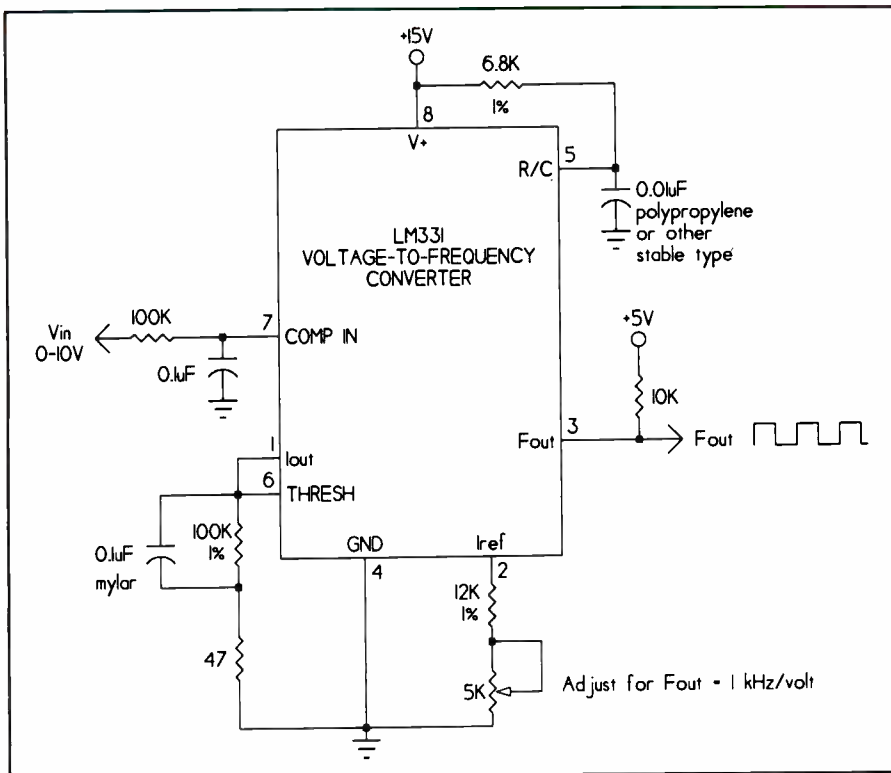 +15V
6.8K
1%
8
V+
5
R/C
0.01uF
polypropylene
or other
stable type
LM331
VOLTAGE-TO-FREQUENCY
CONVERTER
+5V
Vin
0-10V
100K
7
COMP IN
0.1uF
10K
3
Fout
Fout
1
Iout
6
THRESH
100K
1%
0.1uF
mylar
GND
4
Iref
2
12K
1%
47
5K
Adjust for Fout = 1 kHz/volt